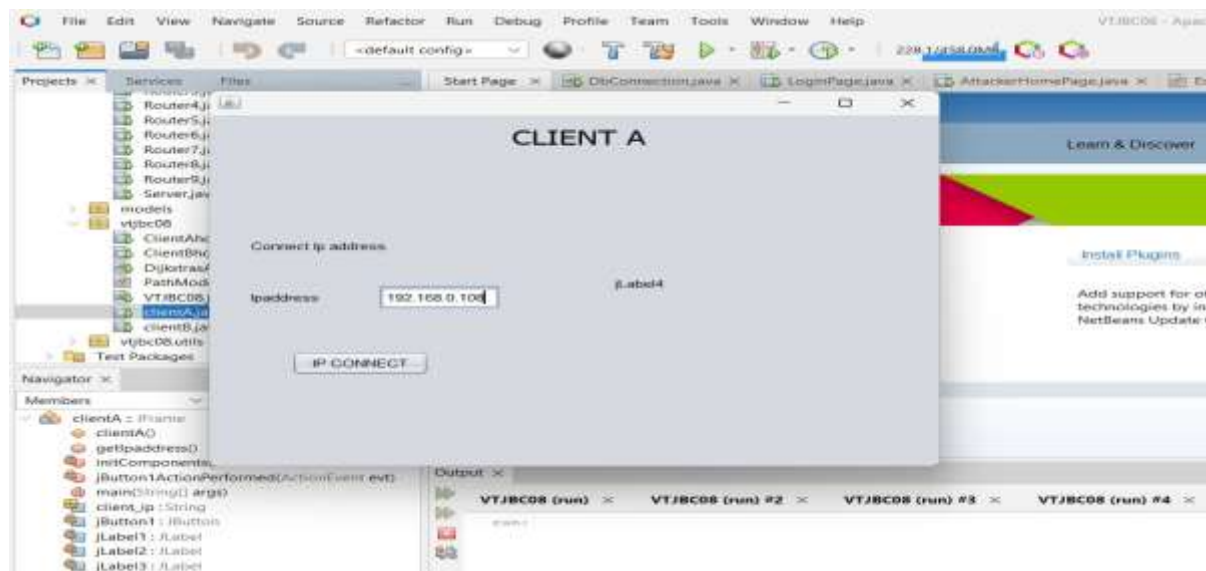 File Edit View Navigate Source Refactor Run Debug Profile Team Tools Window Help
<default config>
Projects × Services Files Start Page × DbConnection.java × LoginPage.java × AttackerHomePage.java ×
Router4.j
Router5.j
Router6.j
Router7.j
Router8.j
Router9.j
Server.jav
models
vtjbc08
ClientAho
ClientBho
DijkstrasA
PathMod
VTJBC08.j
clientA.ja
clientB.ja
vtjbc08.utils
Test Packages
CLIENT A
Connect Ip address
Ipaddress 192.168.0.108
jLabel4
IP CONNECT
Learn & Discover
Install Plugins
Add support for ot
technologies by in
NetBeans Update
Navigator ×
Members
clientA :: JFrame
clientA()
getIpaddress()
initComponents
jButton1ActionPerformed(ActionEvent evt)
main(String[] args)
client_ip : String
jButton1 : JButton
jLabel1 : JLabel
jLabel2 : JLabel
jLabel3 : JLabel
Output ×
VTJBC08 (run) × VTJBC08 (run) #2 × VTJBC08 (run) #3 × VTJBC08 (run) #4 ×
run: